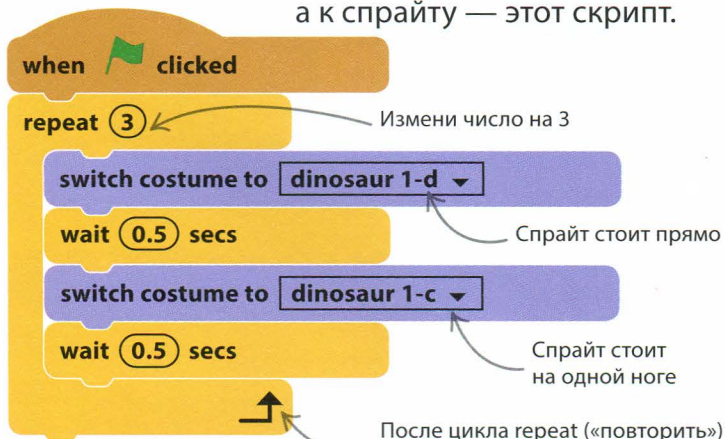 а к спрайту — этот скрипт.
when clicked
repeat 3
Измени число на 3
switch costume to dinosaur 1-d
wait 0.5 secs
Спрайт стоит прямо
switch costume to dinosaur 1-c
wait 0.5 secs
Спрайт стоит
на одной ноге
После цикла repeat («повторить»)